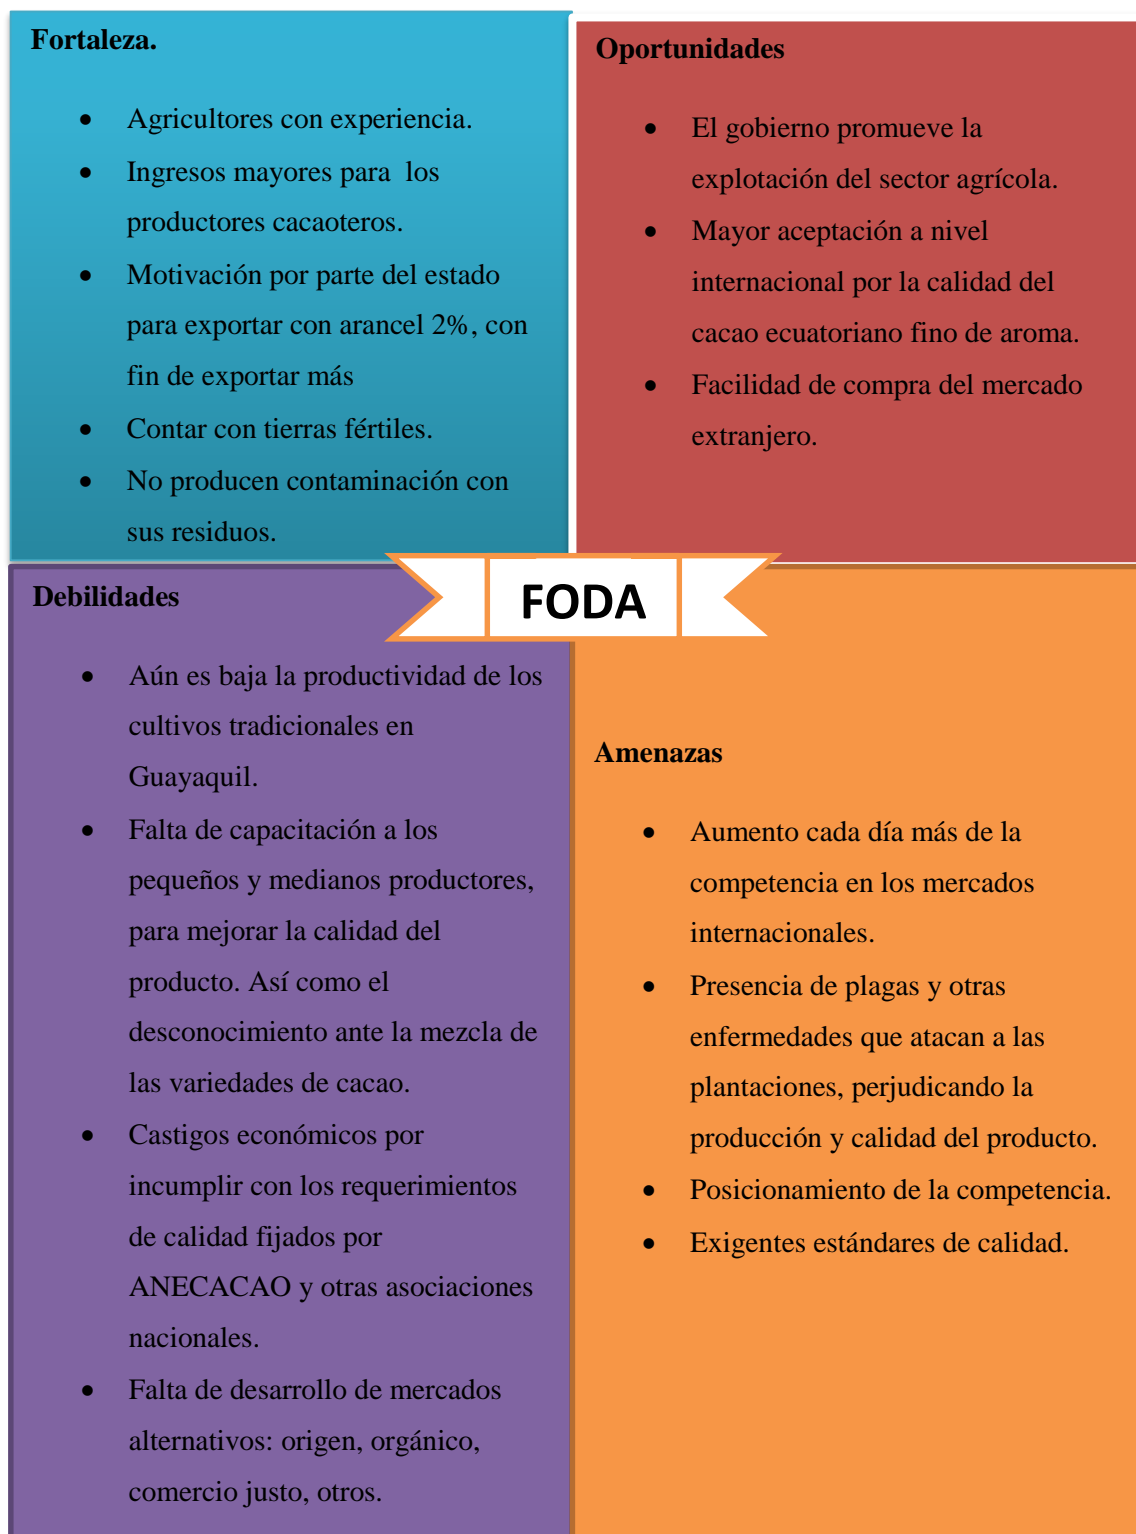 Fortaleza.
• Agricultores con experiencia.
• Ingresos mayores para los
productores cacaoteros.
• Motivación por parte del estado
para exportar con arancel 2%, con
fin de exportar más
• Contar con tierras fértiles.
• No producen contaminación con
sus residuos.
Oportunidades
• El gobierno promueve la
explotación del sector agrícola.
• Mayor aceptación a nivel
internacional por la calidad del
cacao ecuatoriano fino de aroma.
• Facilidad de compra del mercado
extranjero.
FODA
Debilidades
• Aún es baja la productividad de los
cultivos tradicionales en
Guayaquil.
• Falta de capacitación a los
pequeños y medianos productores,
para mejorar la calidad del
producto. Así como el
desconocimiento ante la mezcla de
las variedades de cacao.
• Castigos económicos por
incumplir con los requerimientos
de calidad fijados por
ANECACAO y otras asociaciones
nacionales.
• Falta de desarrollo de mercados
alternativos: origen, orgánico,
comercio justo, otros.
Amenazas
• Aumento cada día más de la
competencia en los mercados
internacionales.
• Presencia de plagas y otras
enfermedades que atacan a las
plantaciones, perjudicando la
producción y calidad del producto.
• Posicionamiento de la competencia.
• Exigentes estándares de calidad.